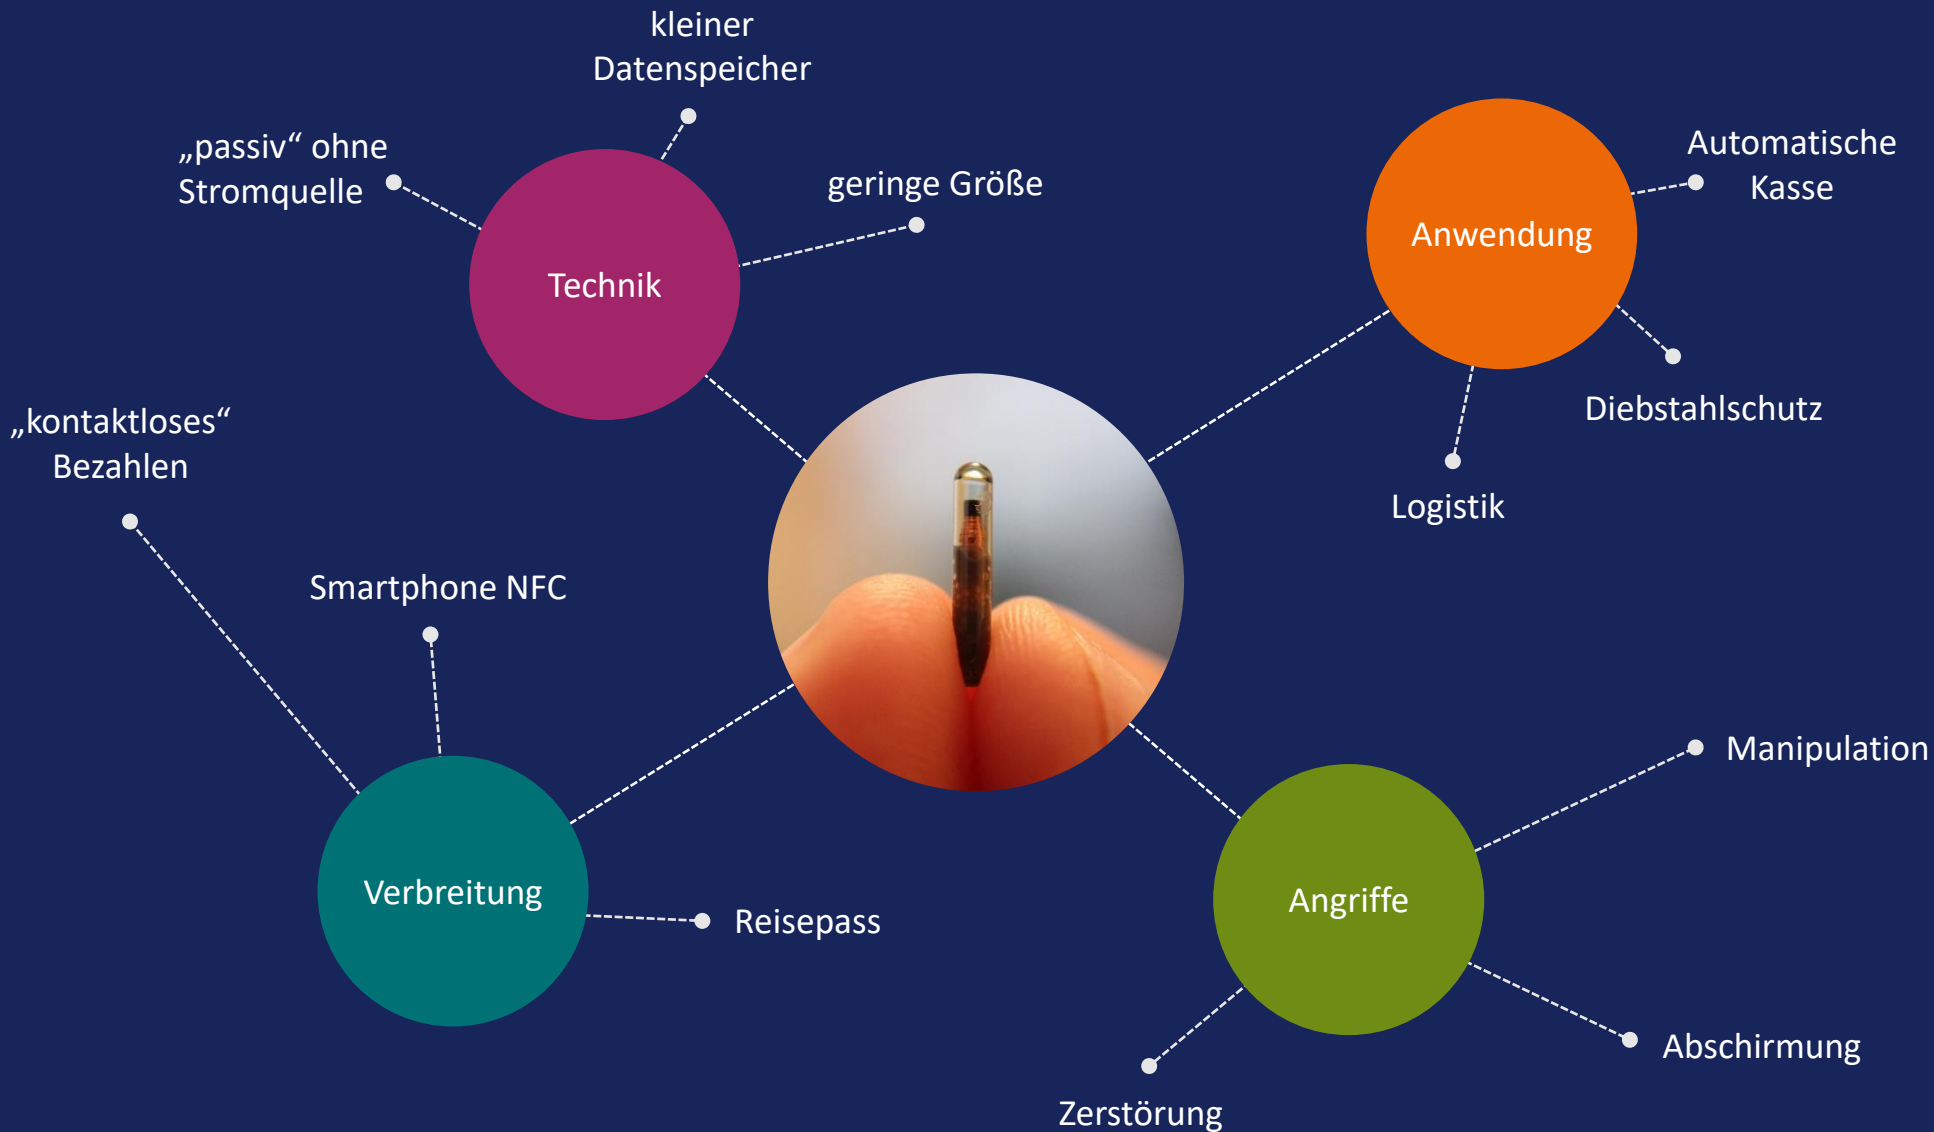 kleiner
Datenspeicher
„passiv“ ohne
Stromquelle
geringe Größe
Technik
Automatische
Kasse
Anwendung
Diebstahlschutz
Logistik
„kontaktloses“
Bezahlen
Smartphone NFC
Verbreitung
Reisepass
Manipulation
Angriffe
Abschirmung
Zerstörung